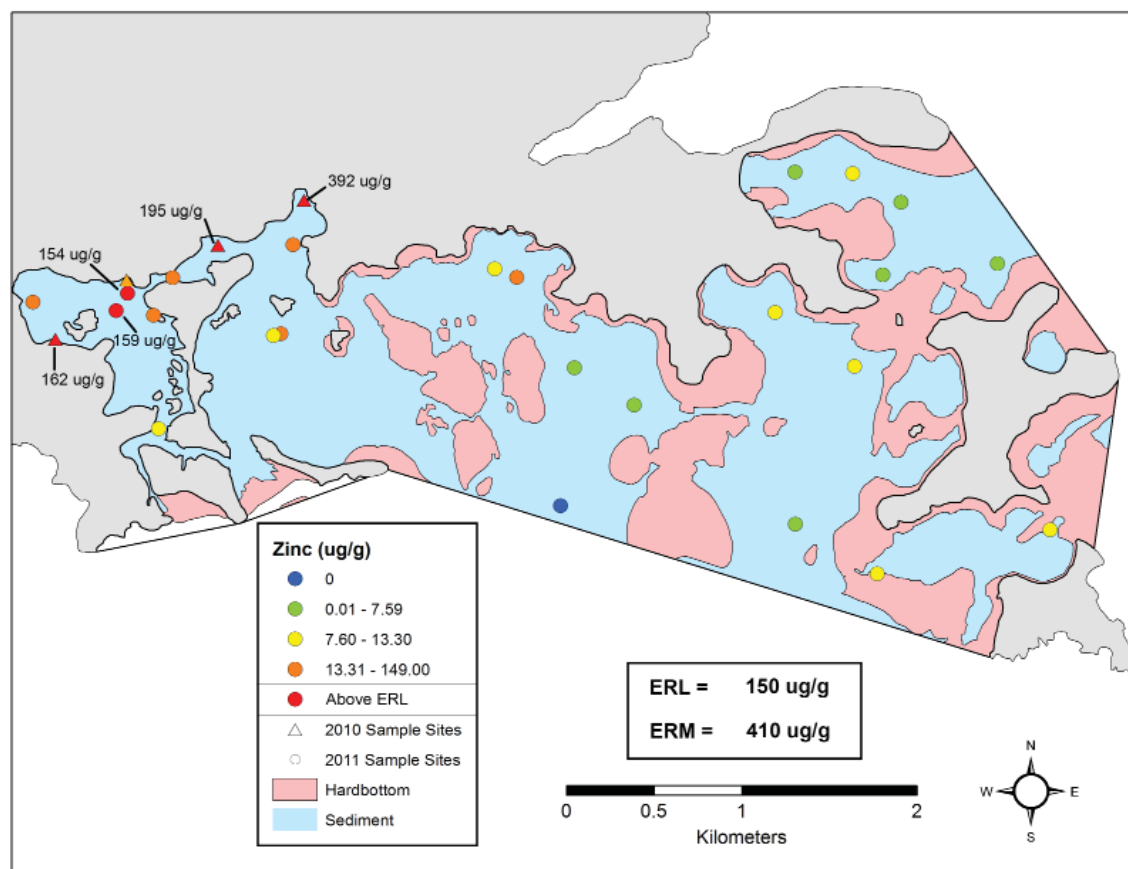 392 ug/g
195 ug/g
154 ug/g
159 ug/g
162 ug/g
Zinc (ug/g)
0
0.01 - 7.59
7.60 - 13.30
13.31 - 149.00
Above ERL
2010 Sample Sites
2011 Sample Sites
Hardbottom
Sediment
ERL = 150 ug/g
ERM = 410 ug/g
0 0.5 1 2
Kilometers
N
W E
S